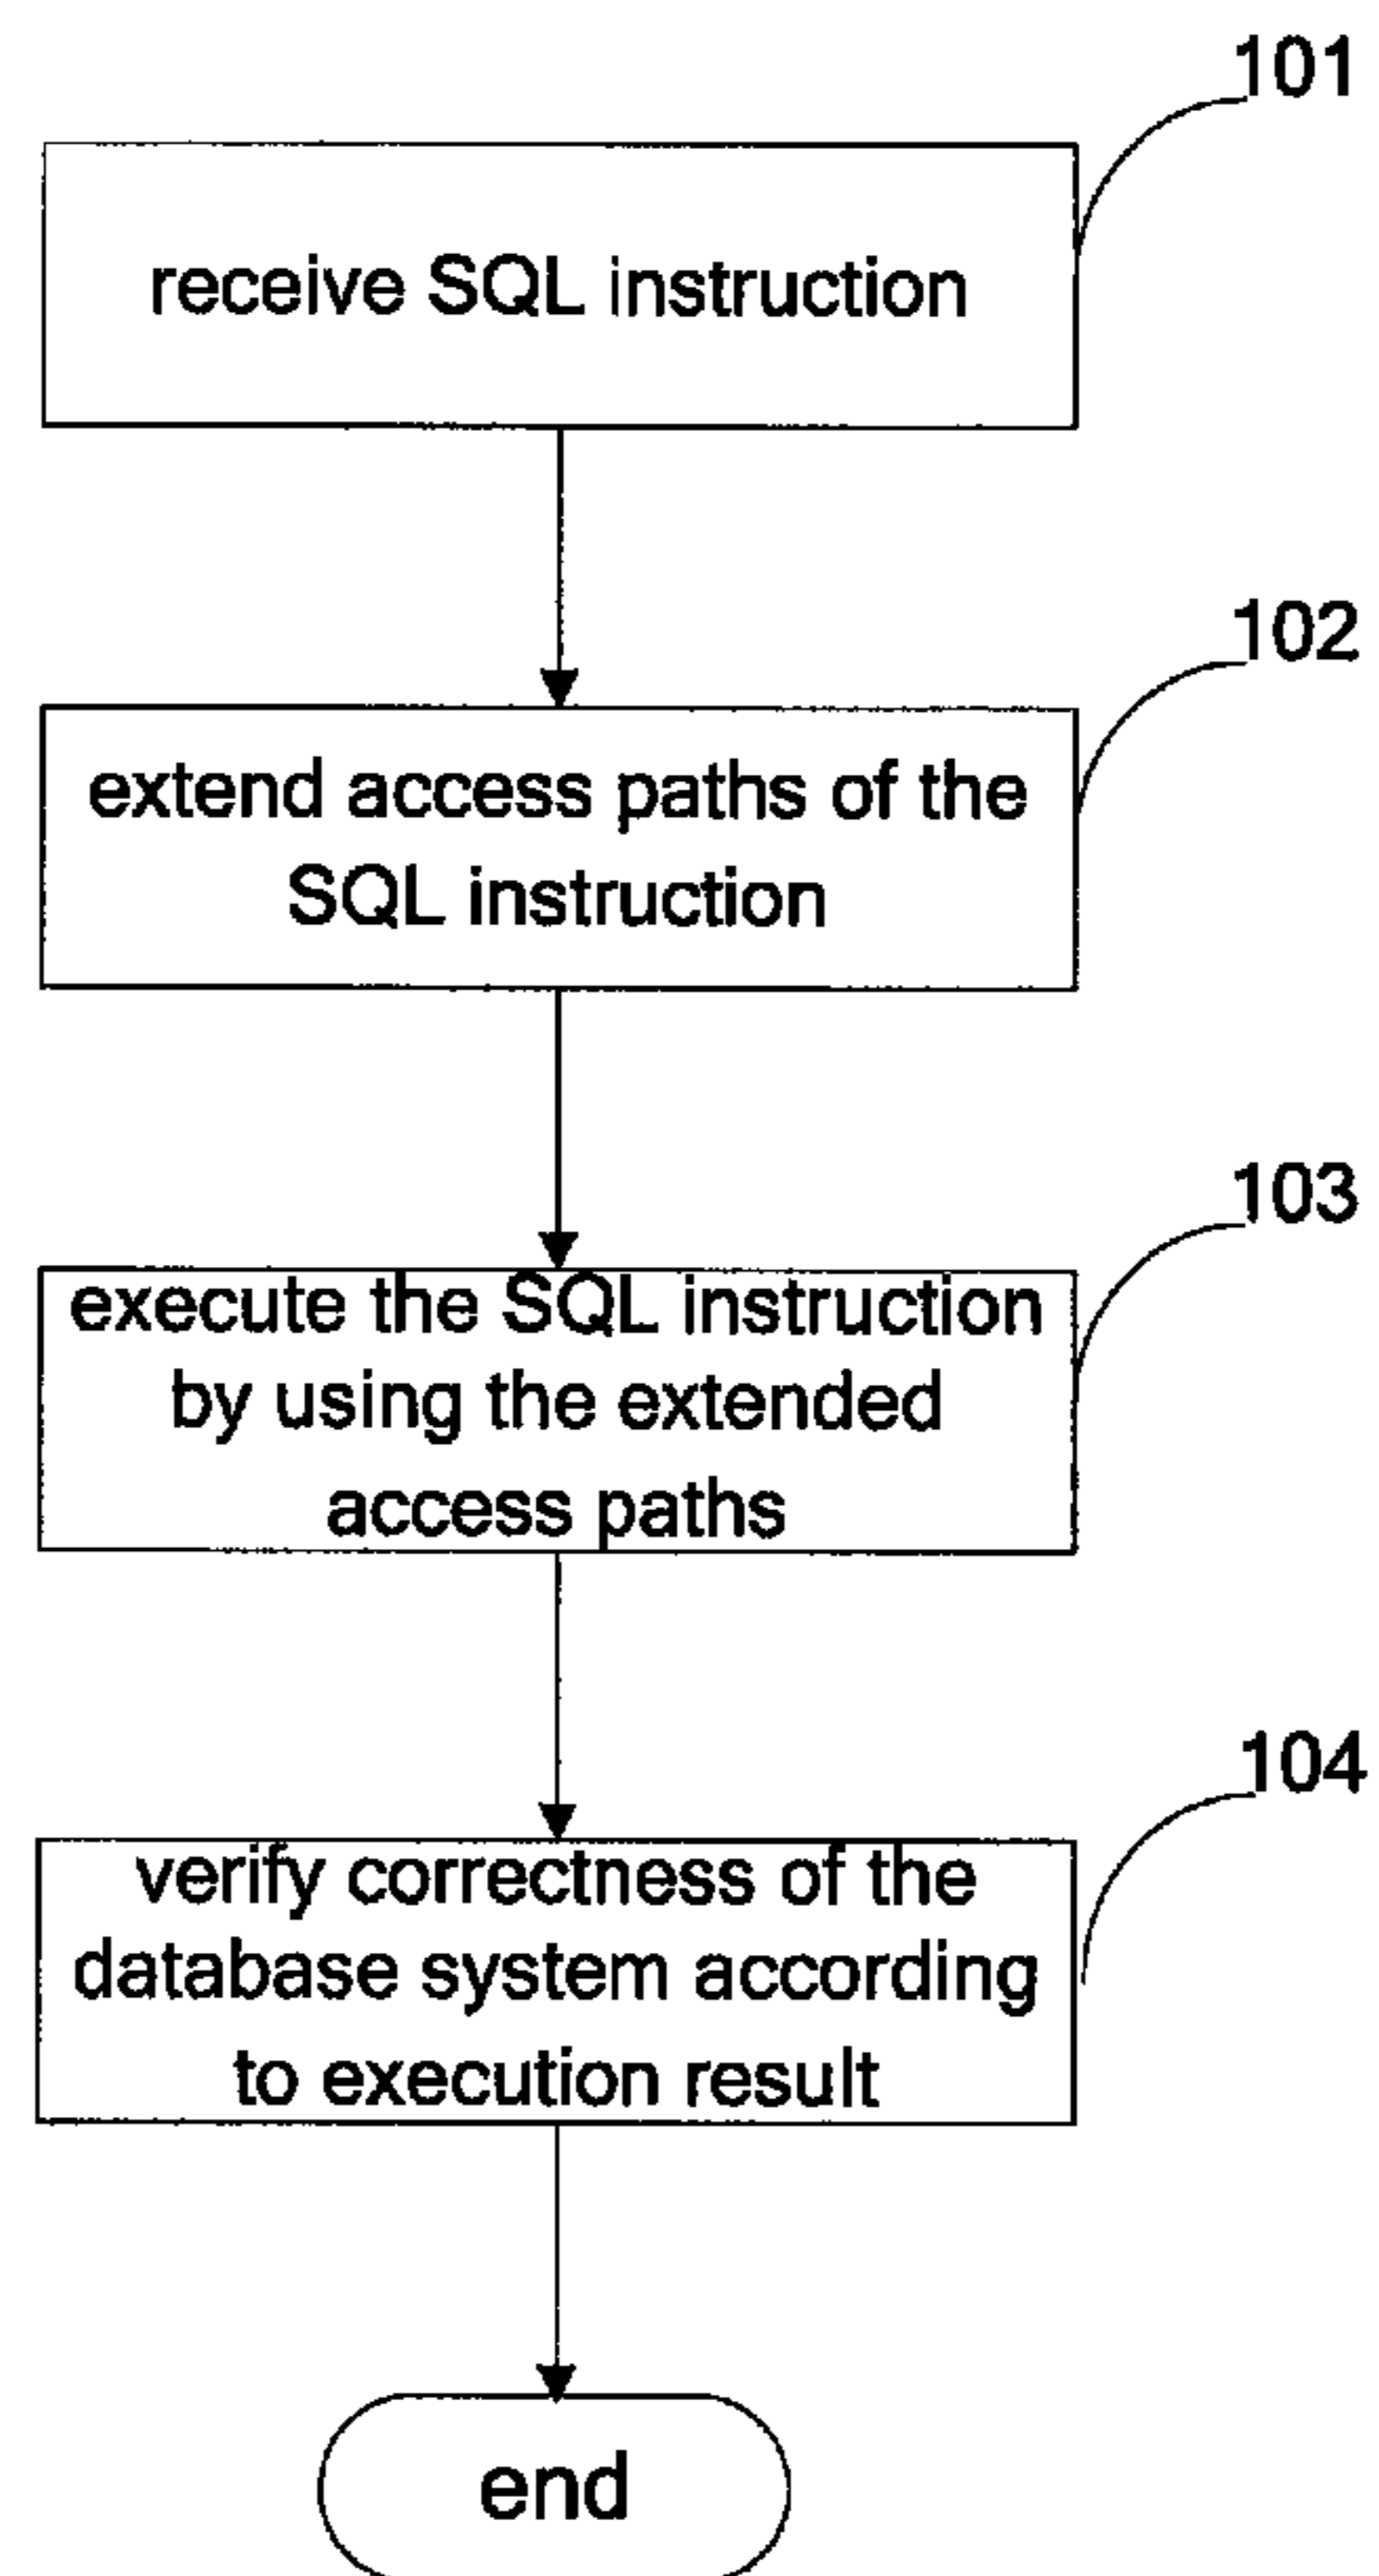 101
receive SQL instruction
102
extend access paths of the
SQL instruction
103
execute the SQL instruction
by using the extended
access paths
104
verify correctness of the
database system according
to execution result
end